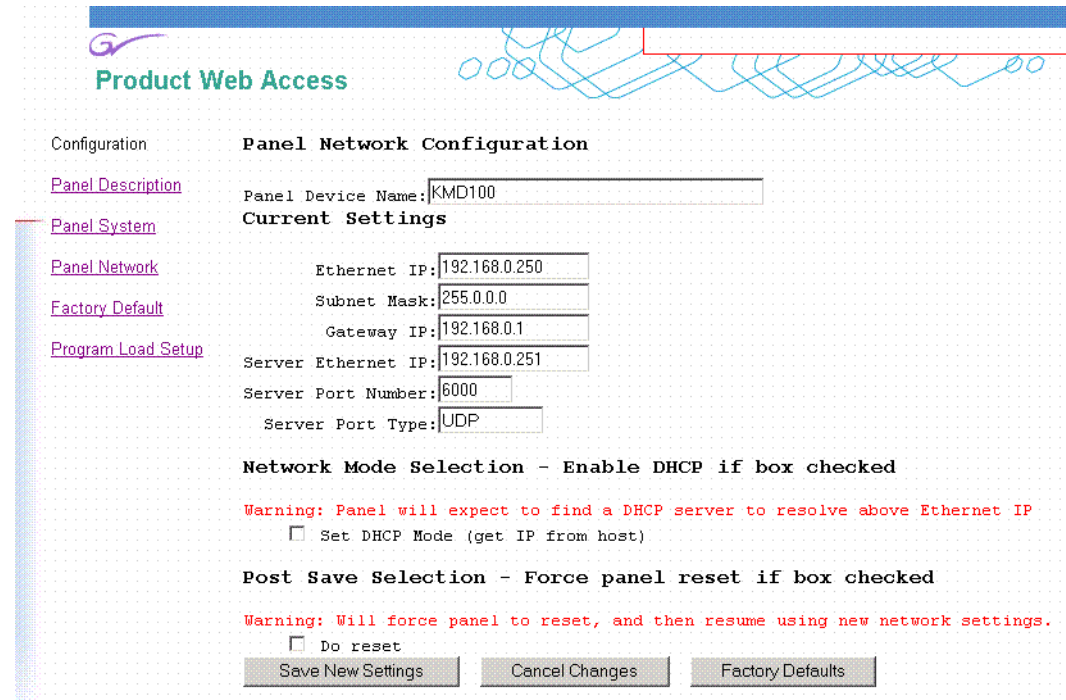 Product Web Access
Configuration
Panel Description
Panel System
Panel Network
Factory Default
Program Load Setup
Panel Network Configuration
Panel Device Name: KMD100
Current Settings
Ethernet IP: 192.168.0.250
Subnet Mask: 255.0.0.0
Gateway IP: 192.168.0.1
Server Ethernet IP: 192.168.0.251
Server Port Number: 6000
Server Port Type: UDP
Network Mode Selection - Enable DHCP if box checked
Warning: Panel will expect to find a DHCP server to resolve above Ethernet IP
Set DHCP Mode (get IP from host)
Post Save Selection - Force panel reset if box checked
Warning: Will force panel to reset, and then resume using new network settings.
Do reset
Save New Settings Cancel Changes Factory Defaults